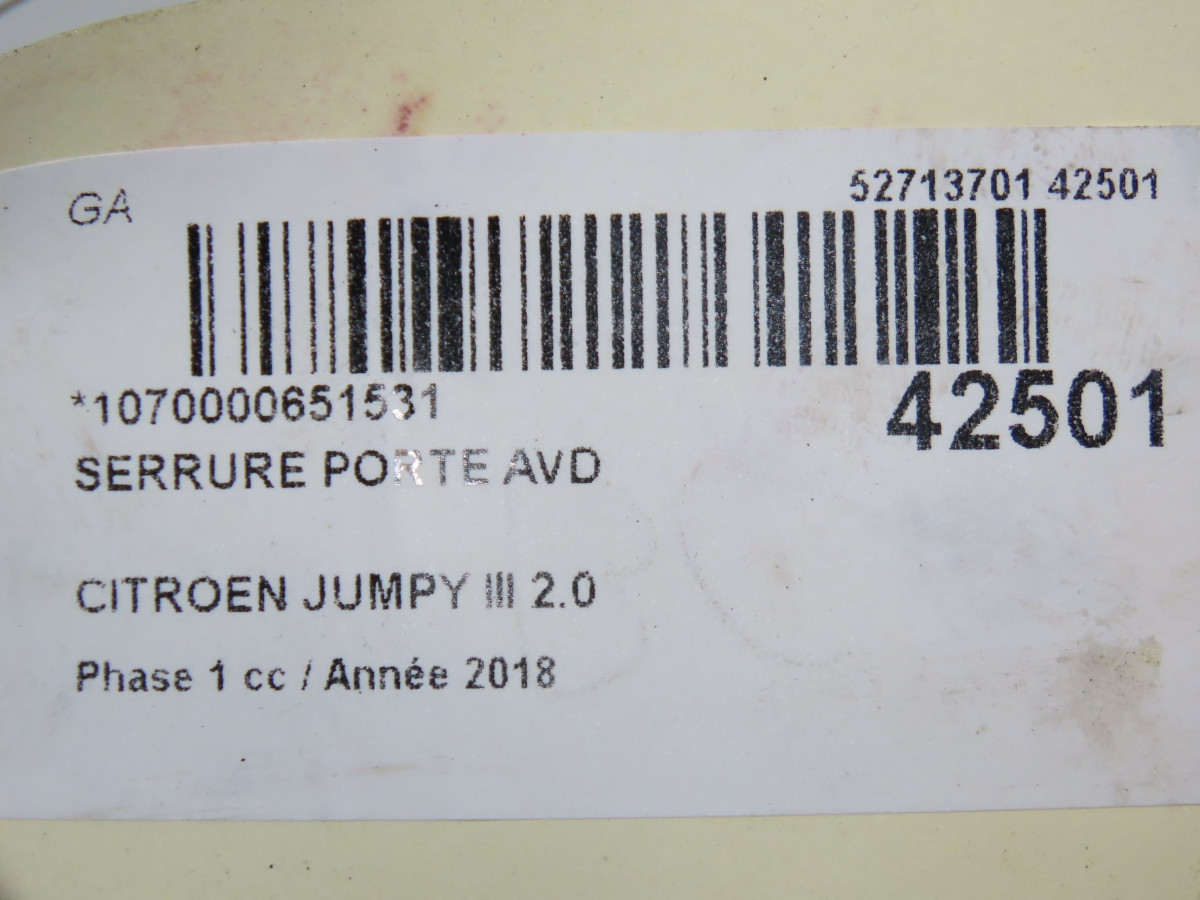 GA
52713701 42501
*1070000651531
42501
SERRURE PORTE AVD
CITROEN JUMPY III 2.0
Phase 1 cc / Année 2018